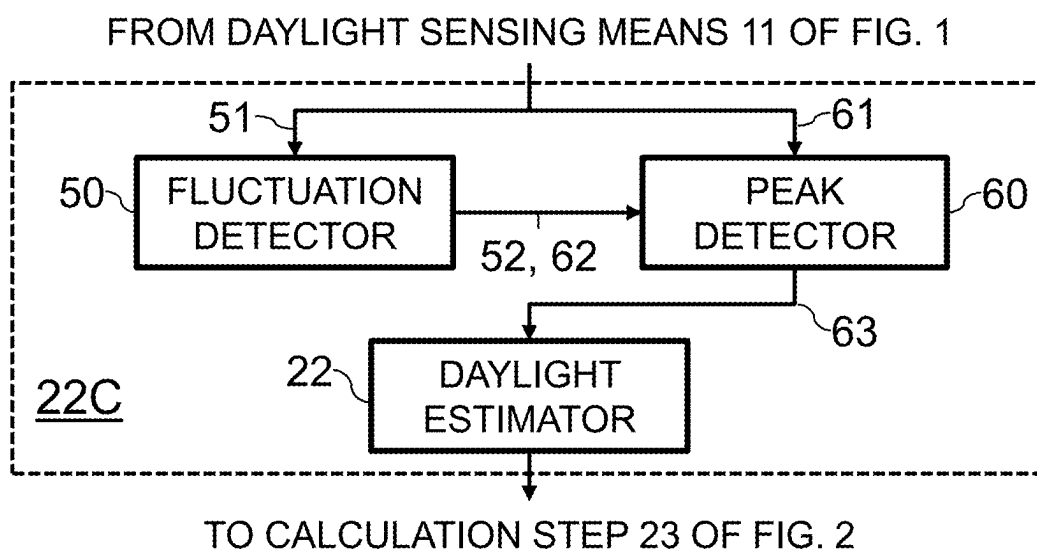 FROM DAYLIGHT SENSING MEANS 11 OF FIG. 1
51
61
50
FLUCTUATION
DETECTOR
52, 62
PEAK
DETECTOR
60
63
22
DAYLIGHT
ESTIMATOR
22C
TO CALCULATION STEP 23 OF FIG. 2